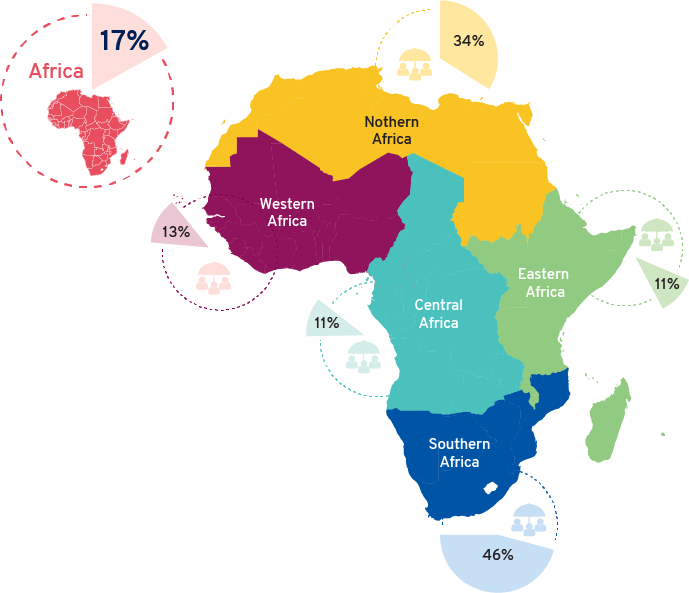 17%
Africa
34%
Nothern
Africa
Western
Africa
13%
Eastern
Africa
11%
Central
Africa
11%
Southern
Africa
46%